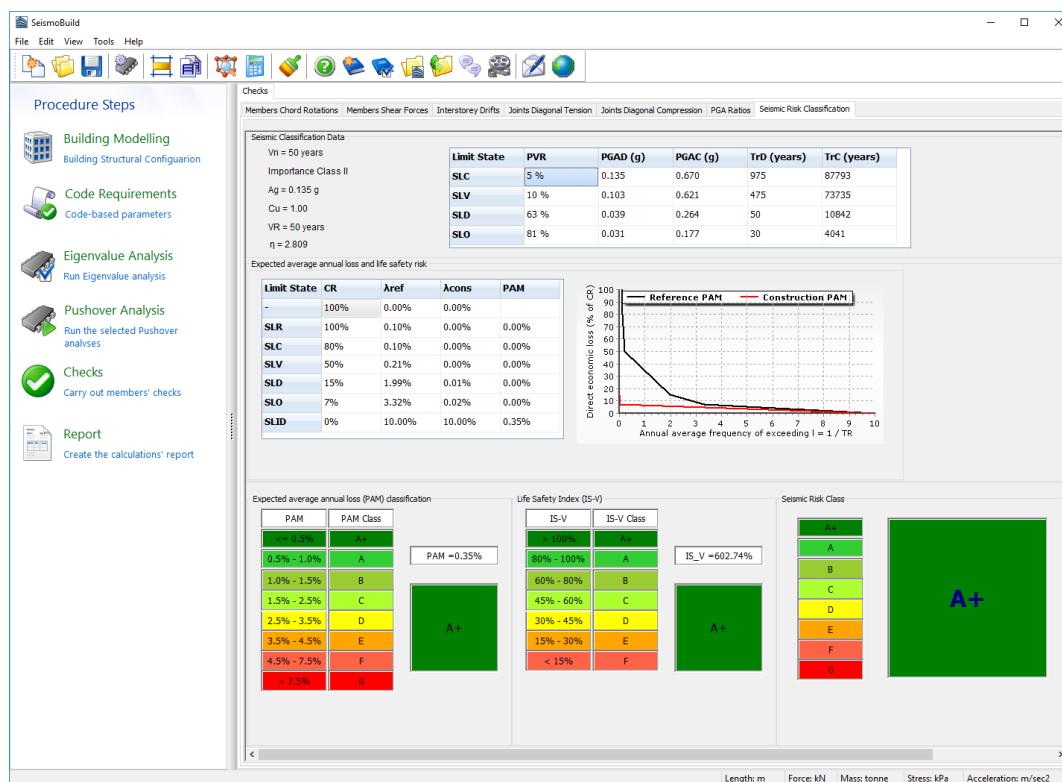 SeismoBuild
File Edit View Tools Help
Procedure Steps
Building Modelling
Building Structural Configuarion
Code Requirements
Code-based parameters
Eigenvalue Analysis
Run Eigenvalue analysis
Pushover Analysis
Run the selected Pushover
analyses
Checks
Carry out members' checks
Report
Create the calculations' report
Checks
Members Chord Rotations Members Shear Forces Interstorey Drifts Joints Diagonal Tension Joints Diagonal Compression PGA Ratios Seismic Risk Classification
Seismic Classification Data
Vn = 50 years
Importance Class II
Ag = 0.135 g
Cu = 1.00
VR = 50 years
η = 2.809
Limit State PVR PGAD (g) PGAC (g) TrD (years) TrC (years)
SLC 5 % 0.135 0.670 975 87793
SLV 10 % 0.103 0.621 475 73735
SLD 63 % 0.039 0.264 50 10842
SLO 81 % 0.031 0.177 30 4041
Expected average annual loss and life safety risk
Limit State CR λref λcons PAM
- 100% 0.00% 0.00%
SLR 100% 0.10% 0.00% 0.00%
SLC 80% 0.10% 0.00% 0.00%
SLV 50% 0.21% 0.00% 0.00%
SLD 15% 1.99% 0.01% 0.00%
SLO 7% 3.32% 0.02% 0.00%
SLID 0% 10.00% 10.00% 0.35%
Direct economic loss (% of CR)
100
90
80
70
60
50
40
30
20
10
0
Reference PAM Construction PAM
0 1 2 3 4 5 6 7 8 9 10
Annual average frequency of exceeding l = 1 / TR
Expected average annual loss (PAM) classification
PAM PAM Class
<= 0.5% A+
0.5% - 1.0% A
1.0% - 1.5% B
1.5% - 2.5% C
2.5% - 3.5% D
3.5% - 4.5% E
4.5% - 7.5% F
> 7.5% G
PAM =0.35%
A+
Life Safety Index (IS-V)
IS-V IS-V Class
> 100% A+
80% - 100% A
60% - 80% B
45% - 60% C
30% - 45% D
15% - 30% E
< 15% F
IS_V =602.74%
A+
Seismic Risk Class
A+
A
B
C
D
E
F
G
A+
Length: m Force: kN Mass: tonne Stress: kPa Acceleration: m/sec2